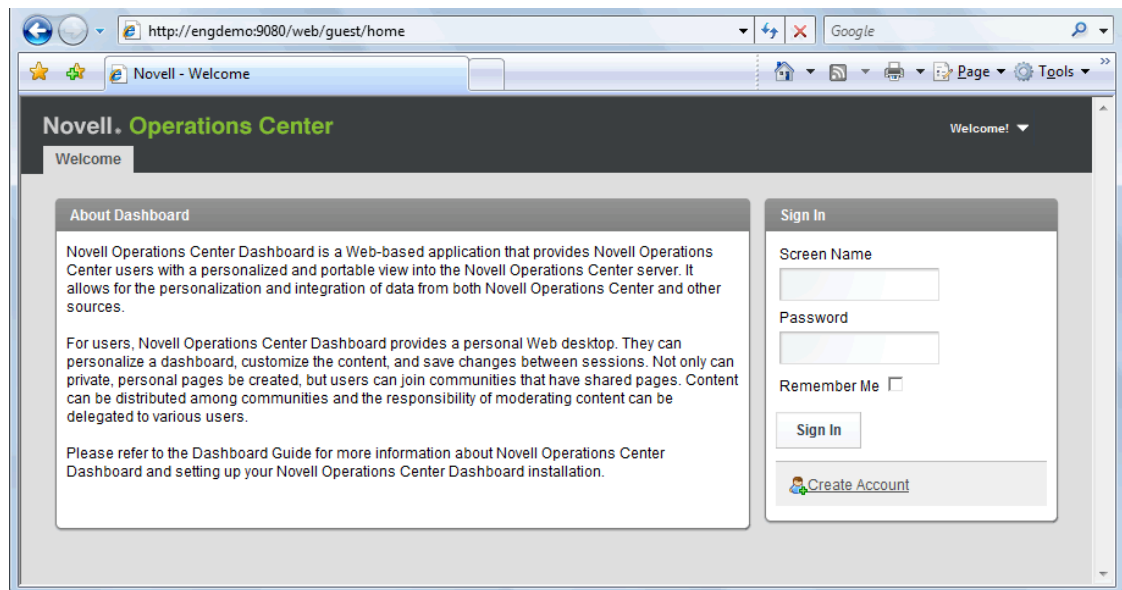 http://engdemo:9080/web/guest/home
Google
Novell - Welcome
Page
Tools
Novell. Operations Center
Welcome!
Welcome
About Dashboard
Novell Operations Center Dashboard is a Web-based application that provides Novell Operations
Center users with a personalized and portable view into the Novell Operations Center server. It
allows for the personalization and integration of data from both Novell Operations Center and other
sources.
For users, Novell Operations Center Dashboard provides a personal Web desktop. They can
personalize a dashboard, customize the content, and save changes between sessions. Not only can
private, personal pages be created, but users can join communities that have shared pages. Content
can be distributed among communities and the responsibility of moderating content can be
delegated to various users.
Please refer to the Dashboard Guide for more information about Novell Operations Center
Dashboard and setting up your Novell Operations Center Dashboard installation.
Sign In
Screen Name
Password
Remember Me
Sign In
Create Account